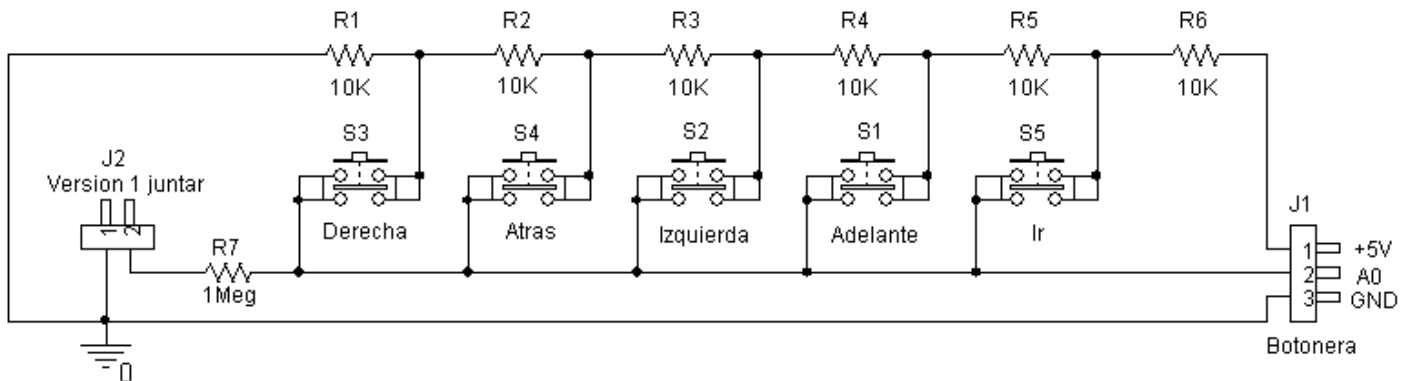 R1
R2
R3
R4
R5
R6
10K
10K
10K
10K
10K
10K
S3
S4
S2
S1
S5
J2
Version 1 juntar
1
2
R7
1Meg
Derecha
Atras
Izquierda
Adelante
Ir
J1
1
+5V
2
A0
3
GND
Botonera
0